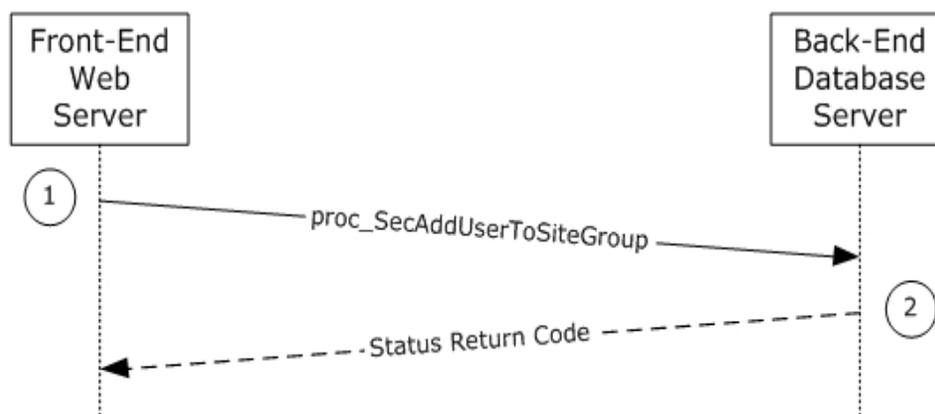 Front-End
Web
Server
Back-End
Database
Server
1
proc_SecAddUserToSiteGroup
2
Status Return Code